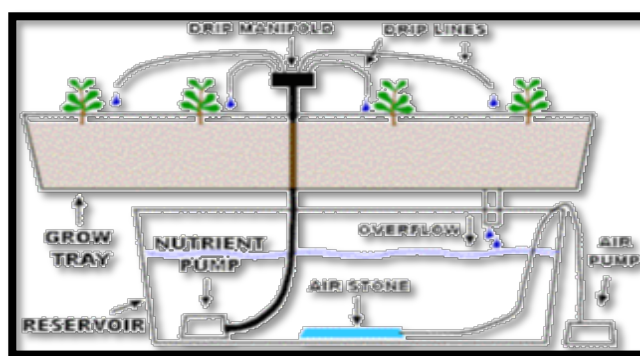 DRIP MANIFOLD
DRIP LINES
GROW
TRAY
NUTRIENT
PUMP
OVERFLOW
AIR
PUMP
AIR STONE
RESERVOIR